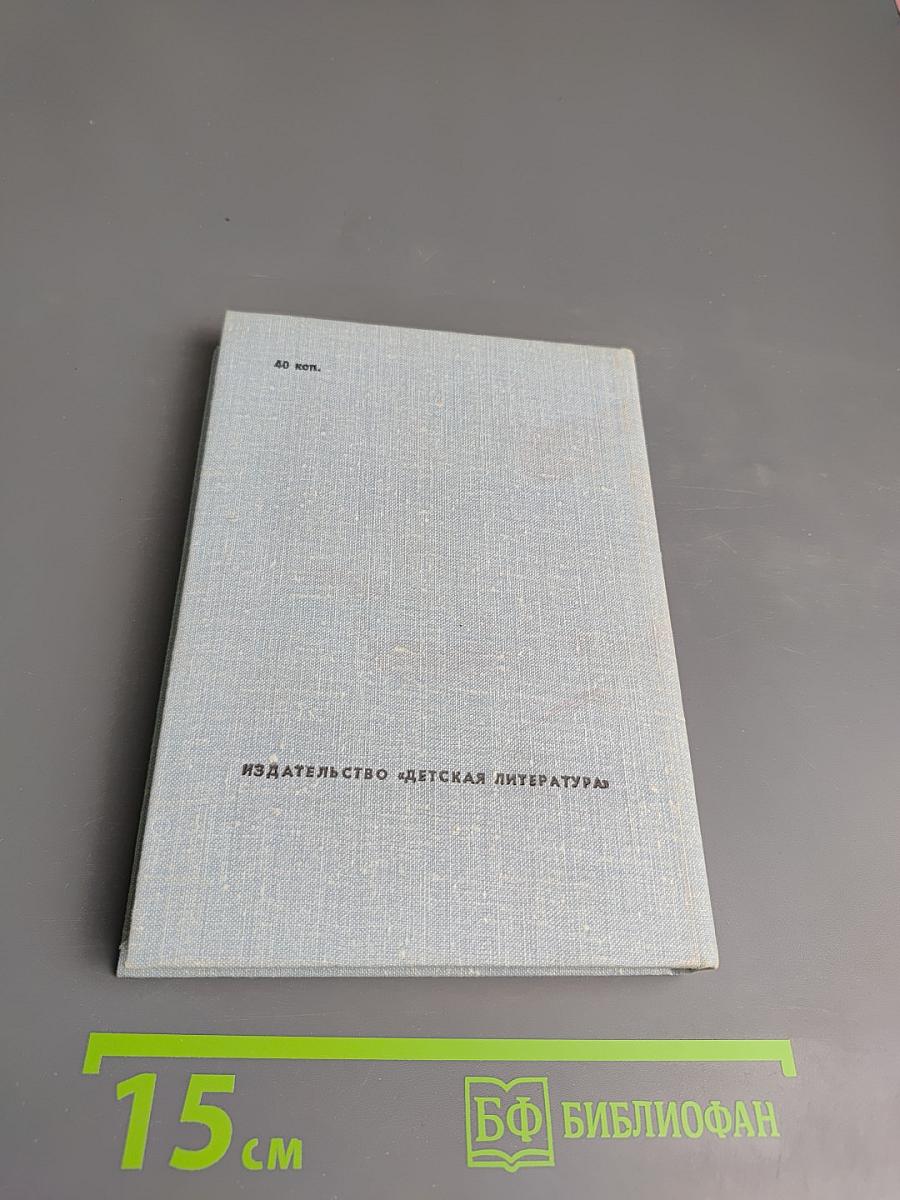 40 коп.
ИЗДАТЕЛЬСТВО «ДЕТСКАЯ ЛИТЕРАТУРА»
15 см
БФ БИБЛИОФАН